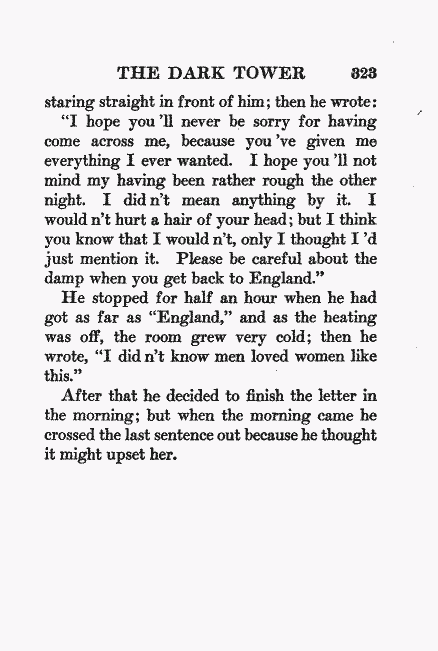 THE DARK TOWER 323
staring straight in front of him; then he wrote:
"I hope you 'll never be sorry for having
come across me, because you 've given me
everything I ever wanted. I hope you 'll not
mind my having been rather rough the other
night. I did n't mean anything by it. I
would n't hurt a hair of your head; but I think
you know that I would n't, only I thought I 'd
just mention it. Please be careful about the
damp when you get back to England."
He stopped for half an hour when he had
got as far as "England," and as the heating
was off, the room grew very cold; then he
wrote, "I did n't know men loved women like
this."
After that he decided to finish the letter in
the morning; but when the morning came he
crossed the last sentence out because he thought
it might upset her.